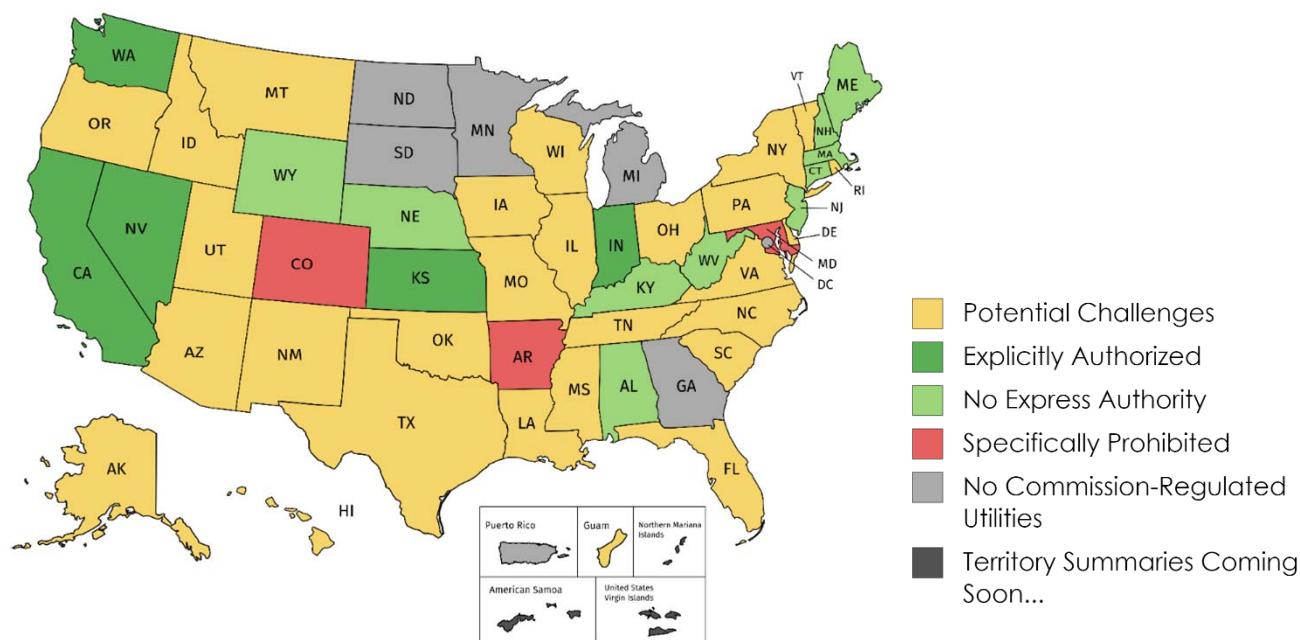 WA
MT
ND
MN
VT
ME
OR
ID
SD
WI
NY
NH
MA
WY
MI
CT
RI
IA
PA
NJ
NE
NV
IL
IN
OH
DE
UT
CA
CO
KS
MO
WV
VA
MD
KY
DC
NC
TN
OK
AZ
NM
AR
SC
MS
AL
GA
TX
LA
AK
FL
HI
Potential Challenges
Explicitly Authorized
No Express Authority
Specifically Prohibited
No Commission-Regulated
Utilities
Territory Summaries Coming
Soon...
Puerto Rico
Guam
Northern Mariana
Islands
American Samoa
United States
Virgin Islands